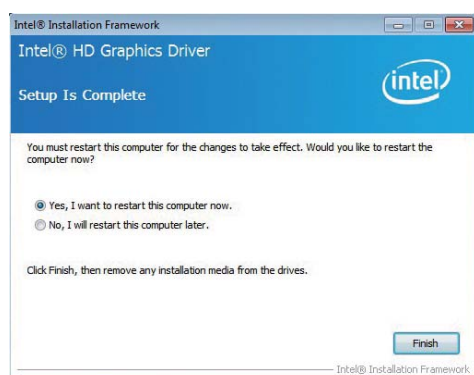 Intel® Installation Framework
Intel® HD Graphics Driver
Setup Is Complete
intel
You must restart this computer for the changes to take effect. Would you like to restart the
computer now?
Yes, I want to restart this computer now.
No, I will restart this computer later.
Click Finish, then remove any installation media from the drives.
Finish
Intel® Installation Framework